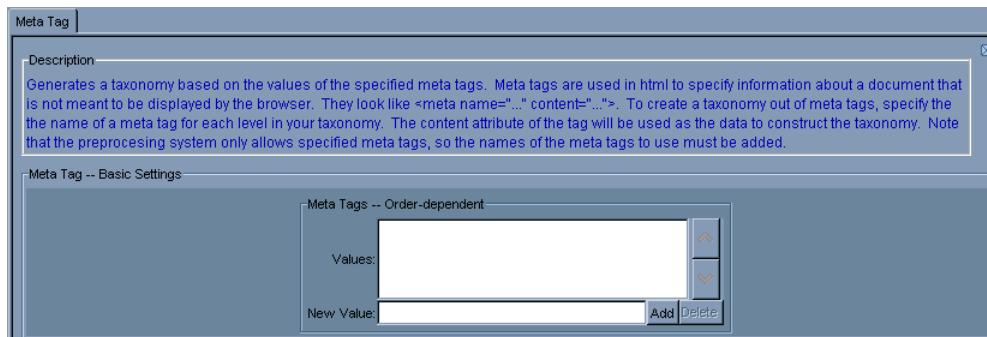 Meta Tag
Description
Generates a taxonomy based on the values of the specified meta tags. Meta tags are used in html to specify information about a document that
is not meant to be displayed by the browser. They look like <meta name="..." content="...">. To create a taxonomy out of meta tags, specify the
the name of a meta tag for each level in your taxonomy. The content attribute of the tag will be used as the data to construct the taxonomy. Note
that the preprocesing system only allows specified meta tags, so the names of the meta tags to use must be added.
Meta Tag -- Basic Settings
Meta Tags -- Order-dependent
Values:
New Value: Add Delete